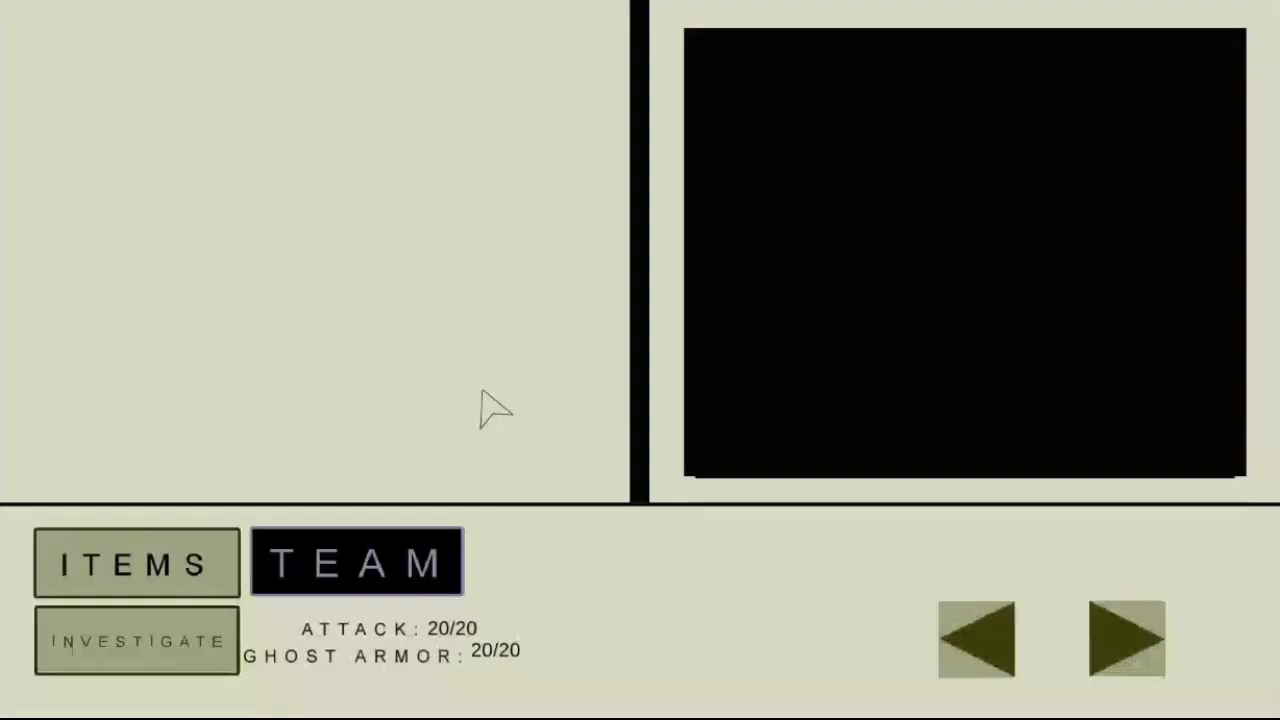 ITEMS
TEAM
INVESTIGATE
ATTACK: 20/20
GHOST ARMOR: 20/20